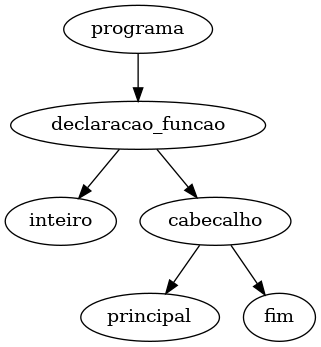 programa
declaracao_funcao
inteiro
cabecalho
principal
fim